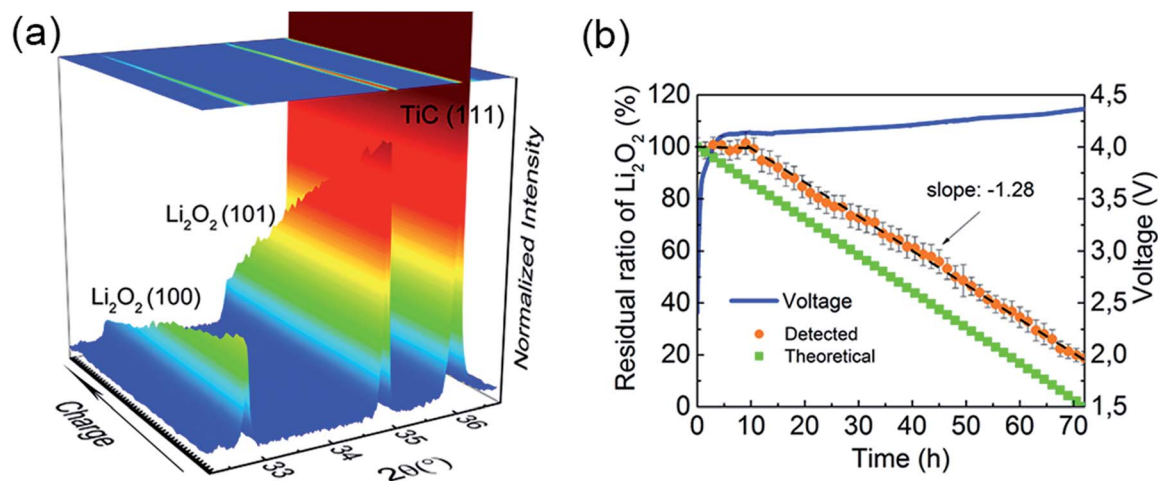 (a)
TiC (111)
Li₂O₂ (101)
Li₂O₂ (100)
Normalized Intensity
Charge
33
34
35
36
2θ(°)
(b)
Residual ratio of Li₂O₂ (%)
120
100
80
60
40
20
0
4,5
4,0
3,5
3,0
2,5
2,0
1,5
Voltage (V)
slope: -1.28
Voltage
Detected
Theoretical
0 10 20 30 40 50 60 70
Time (h)